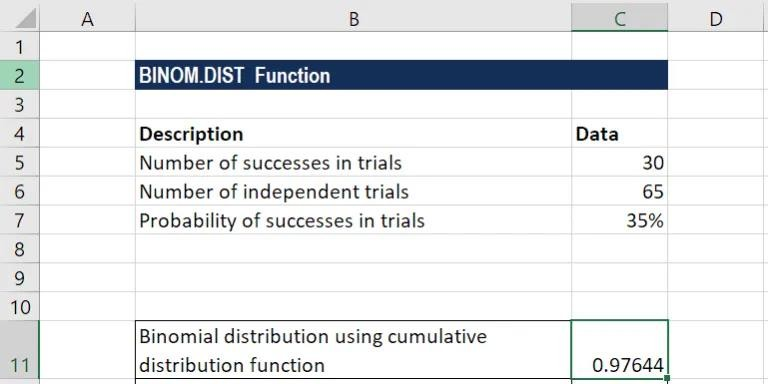 A B C D
1
2 BINOM.DIST Function
3
4 Description Data
5 Number of successes in trials 30
6 Number of independent trials 65
7 Probability of successes in trials 35%
8
9
10
Binomial distribution using cumulative
11 distribution function 0.97644